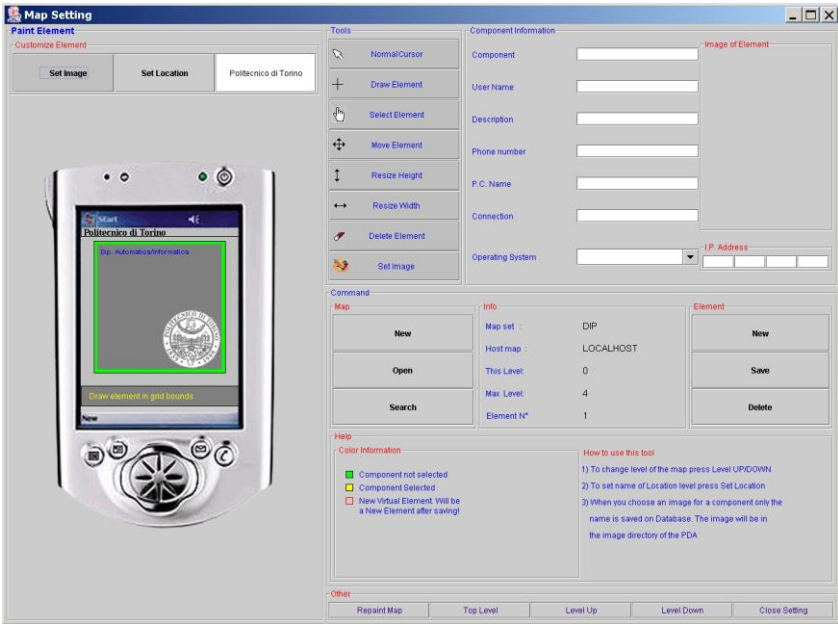 Map Setting
Paint Element
Customize Element
Set Image
Set Location
Politecnico di Torino
Start
Politecnico di Torino
Dip. Automatica/Informatica
POLITECNICO DI TORINO
Draw element in grid bounds
New
Tools
NormalCursor
Draw Element
Select Element
Move Element
Resize Height
Resize Width
Delete Element
Set Image
Component Information
Component
User Name
Description
Phone number
P.C. Name
Connection
Operating System
Image of Element
I.P. Address
Command
Map
New
Open
Search
Info
Map set : DIP
Host map : LOCALHOST
This Level: 0
Max Level: 4
Element N° 1
Element
New
Save
Delete
Help
Color Information
Component not selected
Component Selected
New Virtual Element. Will be
a New Element after saving!
How to use this tool
1) To change level of the map press Level UP/DOWN
2) To set name of Location level press Set Location
3) When you choose an image for a component only the
name is saved on Database. The image will be in
the image directory of the PDA
Other
Repaint Map
Top Level
Level Up
Level Down
Close Setting